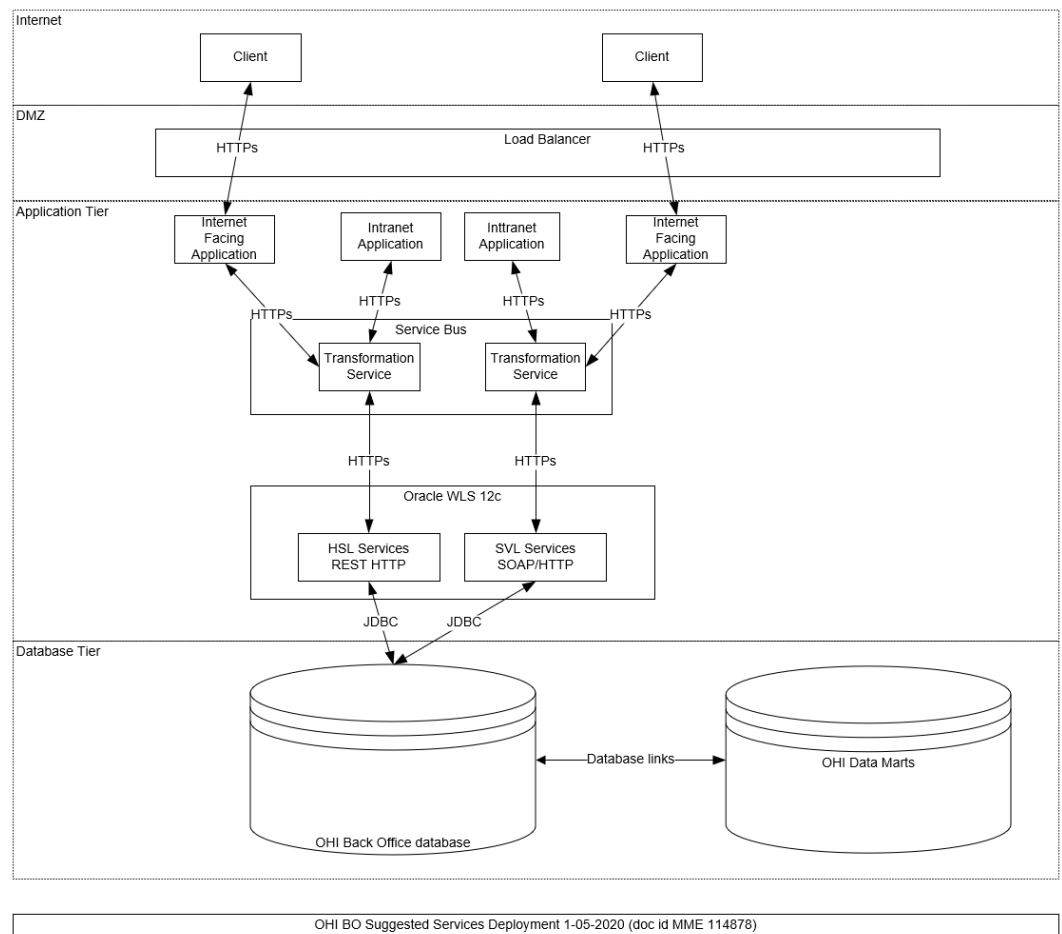 Internet
Client
Client
DMZ
Load Balancer
HTTPs
HTTPs
Application Tier
Internet
Facing
Application
Intranet
Application
Inttranet
Application
Internet
Facing
Application
HTTPs
HTTPs
HTTPs
HTTPs
Service Bus
Transformation
Service
Transformation
Service
HTTPs
HTTPs
Oracle WLS 12c
HSL Services
REST HTTP
SVL Services
SOAP/HTTP
JDBC
JDBC
Database Tier
Database links
OHI Data Marts
OHI Back Office database
OHI BO Suggested Services Deployment 1-05-2020 (doc id MME 114878)